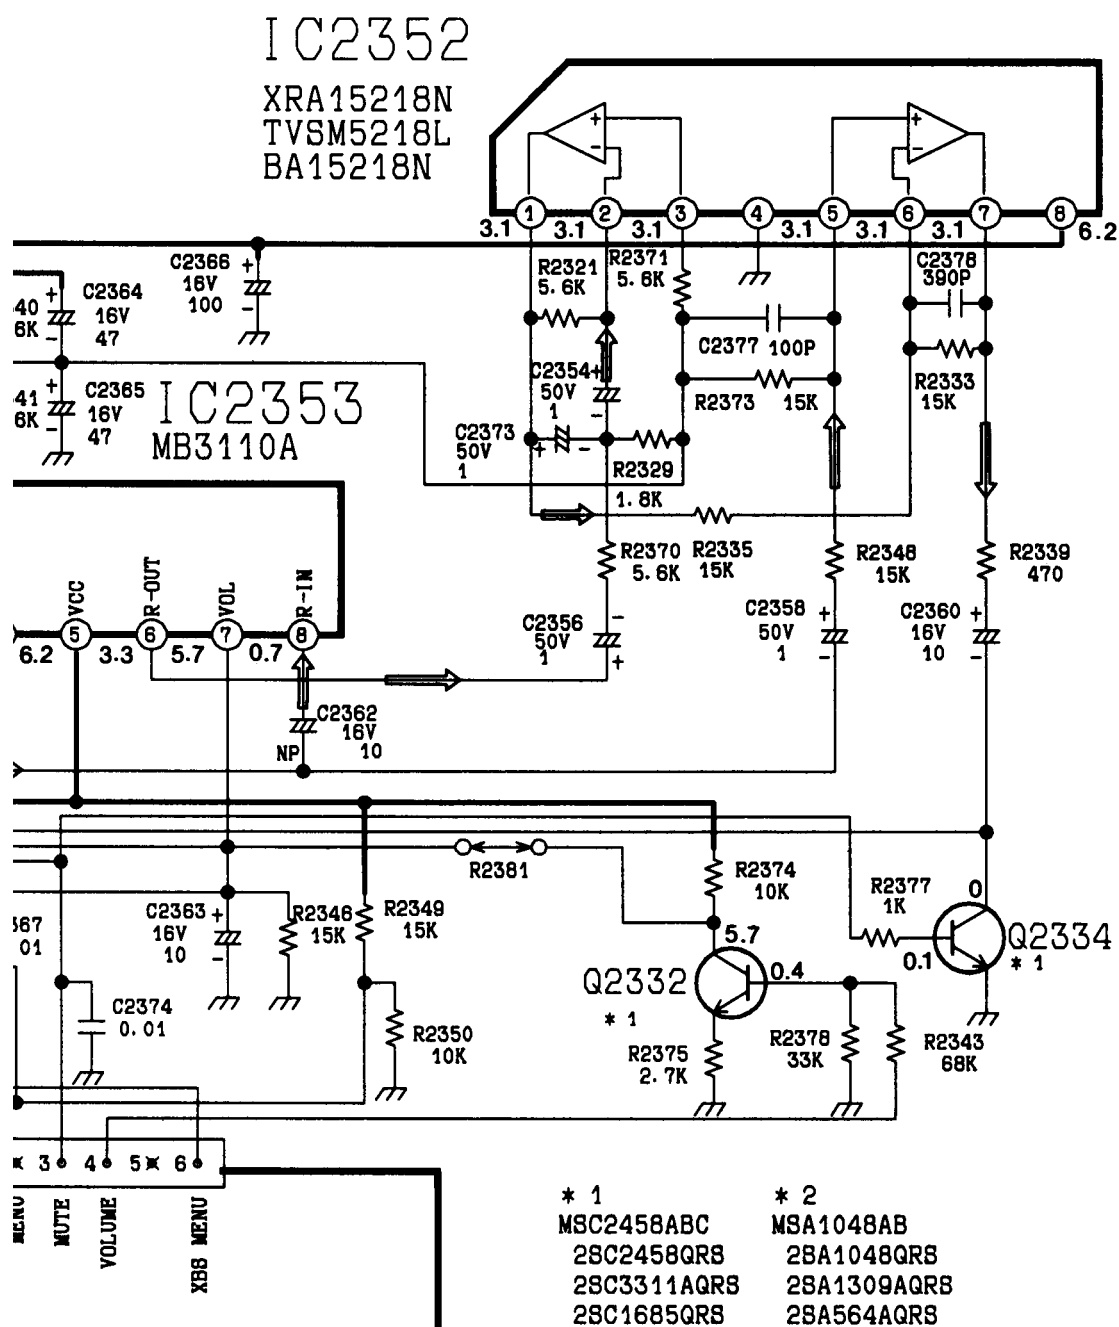 IC2352
XRA15218N
TVSM5218L
BA15218N
1 2 3 4 5 6 7 8
3.1 3.1 3.1 3.1 3.1 3.1 6.2
C2366
16V
100
+
-
R2321
5.6K
R2371
5.6K
C2378
390P
C2364
16V
47
+
-
40
6K
C2377 100P
R2333
15K
C2354
50V
1
+
-
R2373 15K
C2365
16V
47
+
-
41
6K
IC2353
MB3110A
C2373
50V
1
+ -
R2329
1.8K
R2370
5.6K
R2335
15K
R2348
15K
R2339
470
VCC
R-OUT
VOL
R-IN
5 6 7 8
6.2 3.3 5.7 0.7
C2356
50V
1
-
+
C2358
50V
1
+
-
C2360
16V
10
+
-
C2362
16V
10
NP
R2381
R2374
10K
R2377
1K
0
367
01
C2363
16V
10
+
-
R2346
15K
R2349
15K
5.7
Q2334
* 1
0.1
Q2332
* 1
0.4
C2374
0.01
R2350
10K
R2375
2.7K
R2378
33K
R2343
68K
3 4 5 6
MENU
MUTE
VOLUME
XBS MENU
* 1
MSC2458ABC
2SC2458QRS
2SC3311AQRS
2SC1685QRS
* 2
MSA1048AB
2SA1048QRS
2SA1309AQRS
2SA564AQRS